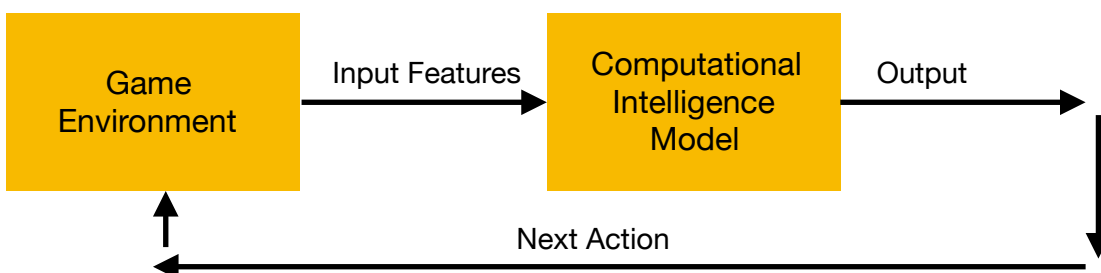 Game
Environment
Input Features
Computational
Intelligence
Model
Output
Next Action